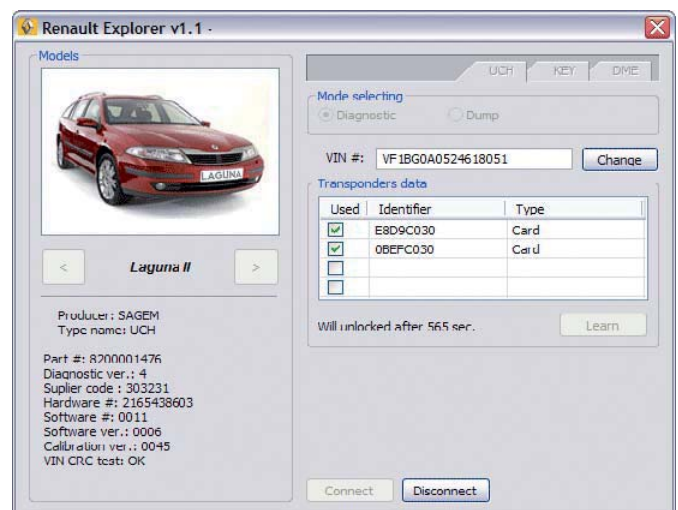 Renault Explorer v1.1 -
Models
LAGUNA
< Laguna II >
Producer: SAGEM
Type name: UCH
Part #: 8200001476
Diagnostic ver.: 4
Suplier code : 303231
Hardware #: 2165438603
Software #: 0011
Software ver.: 0006
Calibration ver.: 0045
VIN CRC test: OK
UCH KEY DME
Mode selecting
Diagnostic Dump
VIN #: VF1BG0A0524618051 Change
Transponders data
Used Identifier Type
E8D9C030 Card
0BEFC030 Card
Will unlocked after 565 sec. Learn
Connect Disconnect